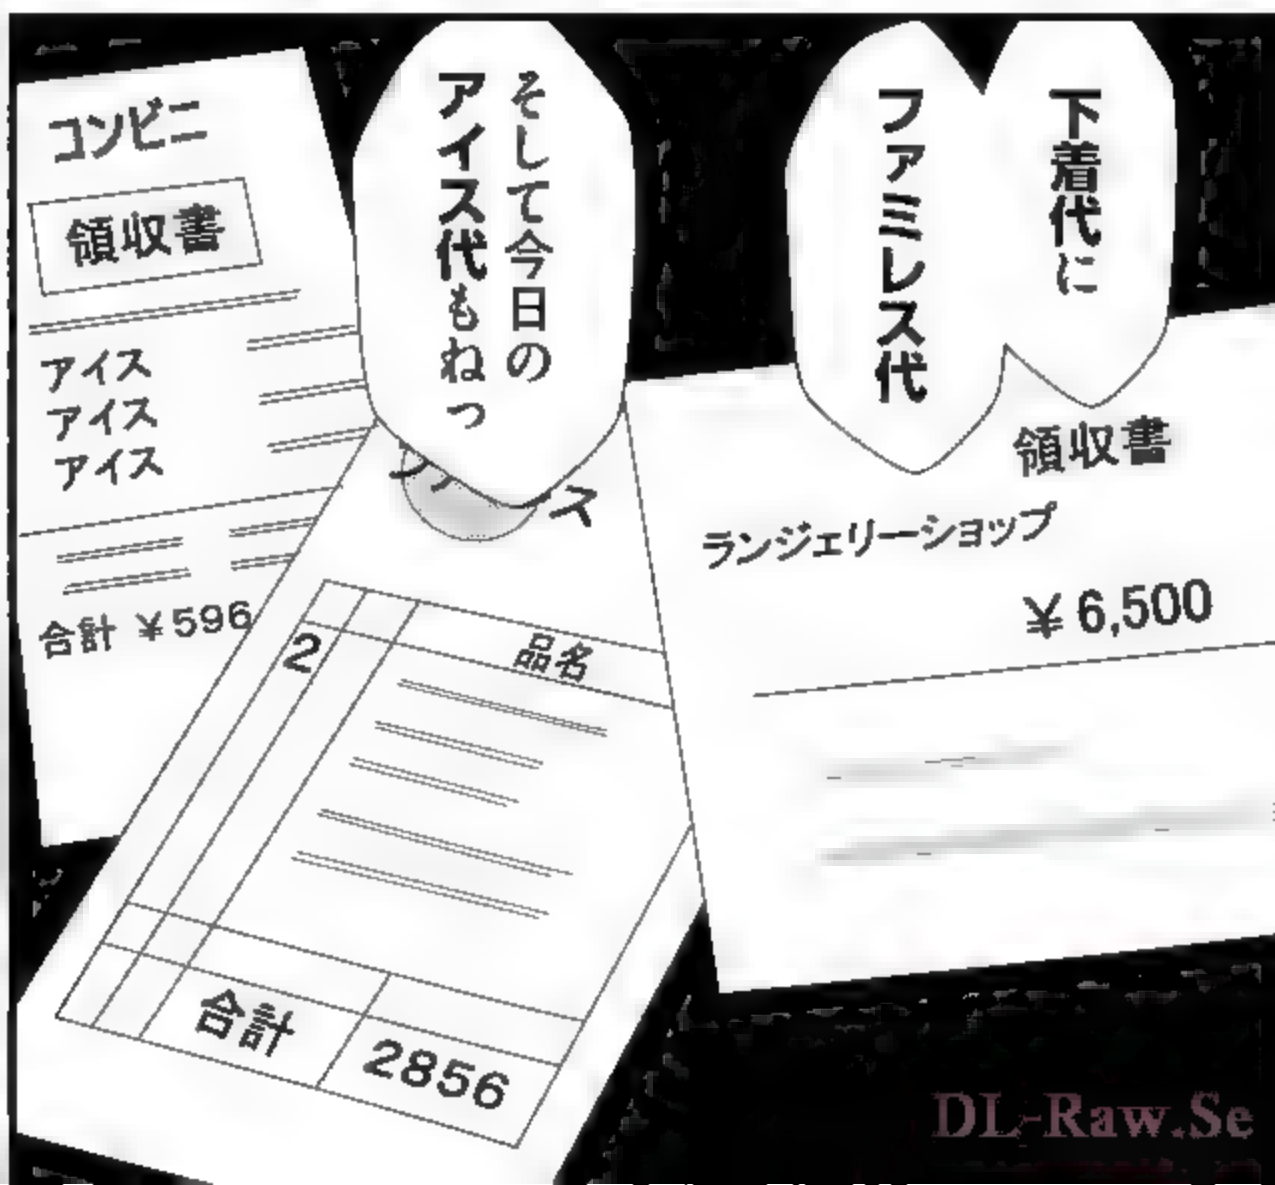 下着代に
ファミレス代
そして今日の
アイス代もねっ
領収書
ランジェリーショップ
¥6,500
ス
2
品名
合計
2856
コンビニ
領収書
アイス
アイス
アイス
合計 ¥596
DL-Raw.Se